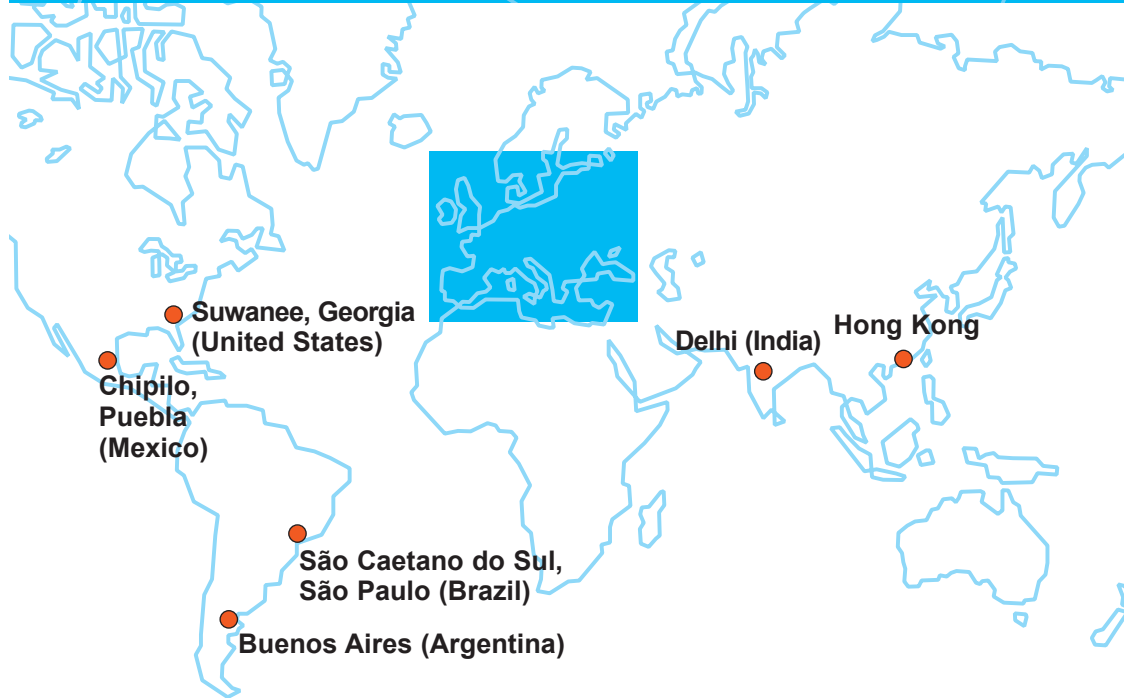 Suwanee, Georgia
(United States)
Chipilo,
Puebla
(Mexico)
Delhi (India)
Hong Kong
São Caetano do Sul,
São Paulo (Brazil)
Buenos Aires (Argentina)